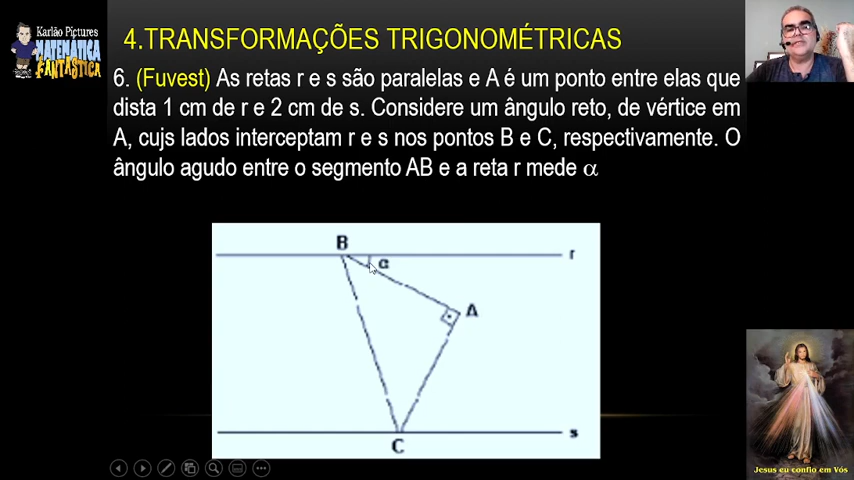 Karlão Pictures
MATEMÁTICA
FANTÁSTICA
4.TRANSFORMAÇÕES TRIGONOMÉTRICAS
6. (Fuvest) As retas r e s são paralelas e A é um ponto entre elas que
dista 1 cm de r e 2 cm de s. Considere um ângulo reto, de vértice em
A, cujs lados interceptam r e s nos pontos B e C, respectivamente. O
ângulo agudo entre o segmento AB e a reta r mede α
B
r
α
A
s
C
Jesus eu confio em Vós